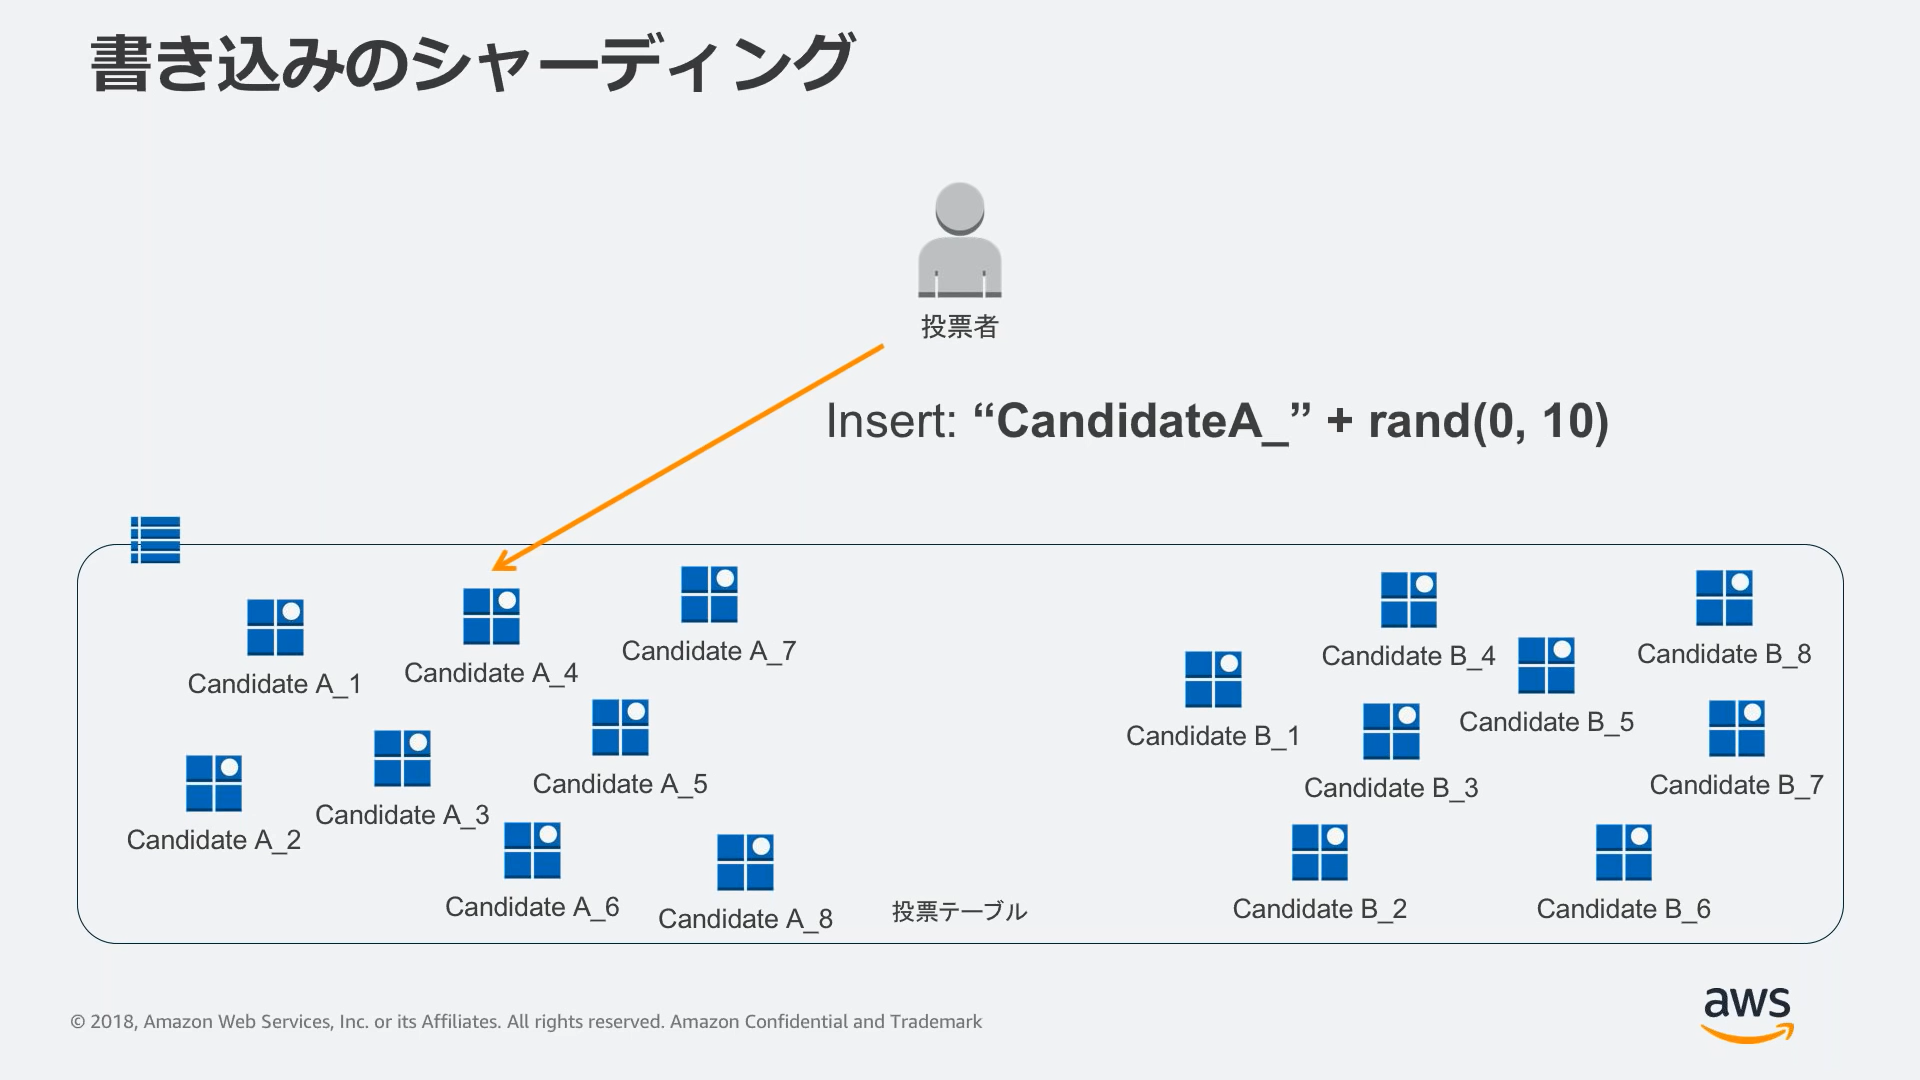 書き込みのシャーディング
投票者
Insert: “CandidateA_” + rand(0, 10)
Candidate A_1
Candidate A_4
Candidate A_7
Candidate A_2
Candidate A_3
Candidate A_5
Candidate A_6
Candidate A_8
投票テーブル
Candidate B_1
Candidate B_4
Candidate B_5
Candidate B_8
Candidate B_3
Candidate B_7
Candidate B_2
Candidate B_6
© 2018, Amazon Web Services, Inc. or its Affiliates. All rights reserved. Amazon Confidential and Trademark
aws